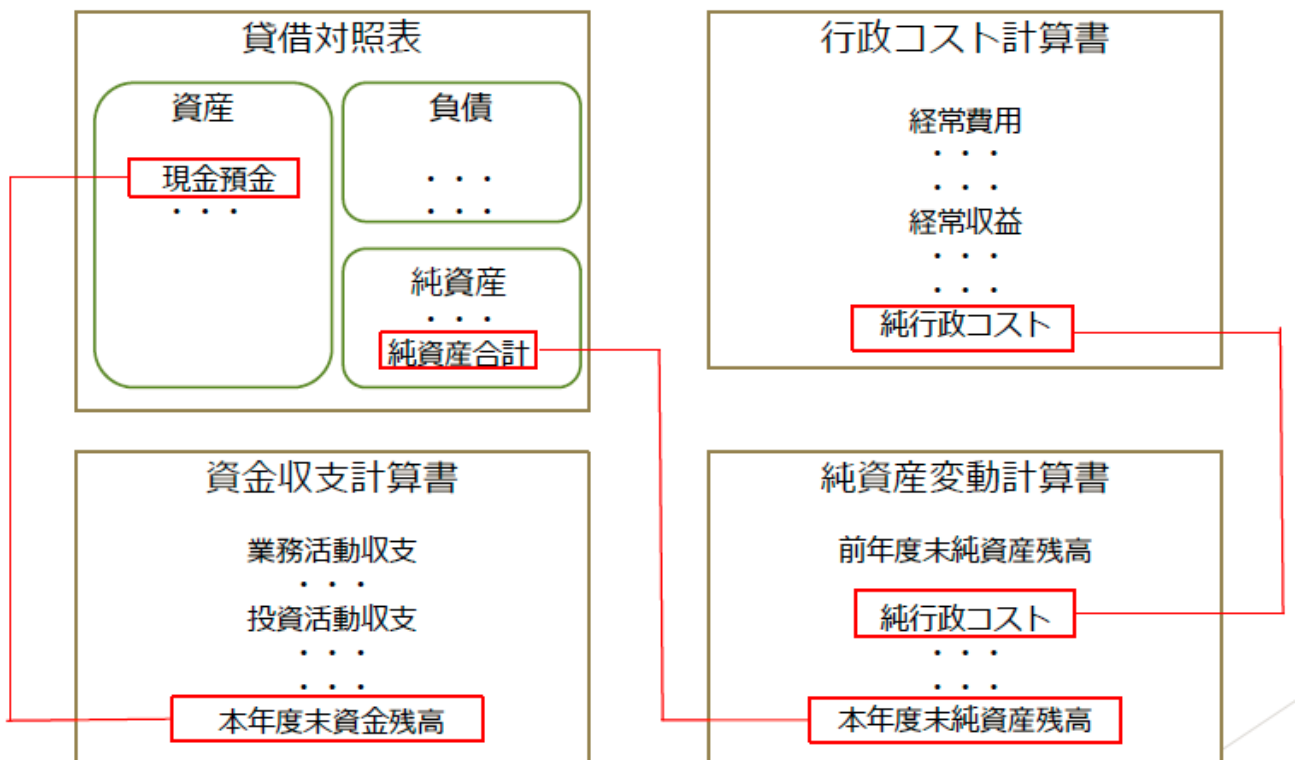 貸借対照表
資産
現金預金
・・・
負債
・・・
・・・
純資産
・・・
純資産合計
行政コスト計算書
経常費用
・・・
・・・
経常収益
・・・
・・・
純行政コスト
資金収支計算書
業務活動収支
・・・
投資活動収支
・・・
・・・
本年度末資金残高
純資産変動計算書
前年度末純資産残高
純行政コスト
・・・
・・・
本年度末純資産残高